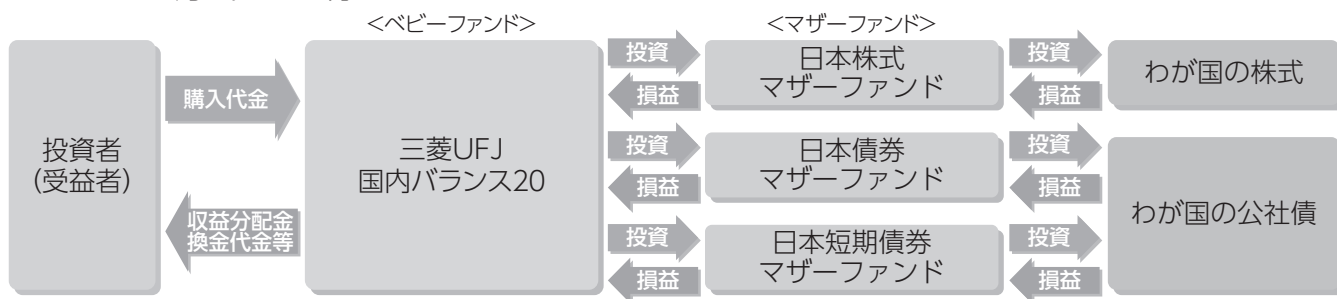 <ベビーファンド>
<マザーファンド>
投資者
(受益者)
購入代金
収益分配金
換金代金等
三菱UFJ
国内バランス20
投資
損益
日本株式
マザーファンド
投資
損益
わが国の株式
投資
損益
日本債券
マザーファンド
投資
損益
わが国の公社債
投資
損益
日本短期債券
マザーファンド
投資
損益